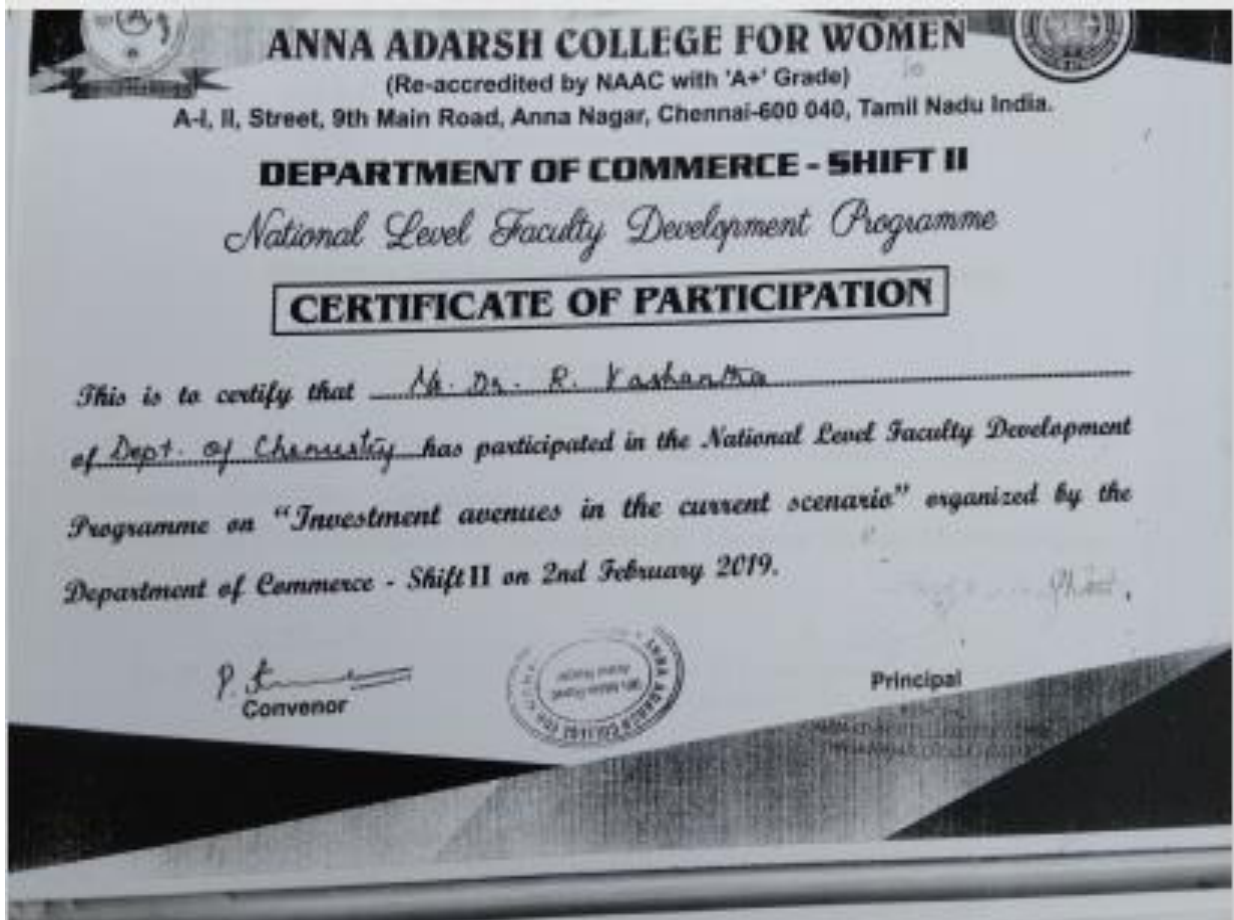 ANNA ADARSH COLLEGE FOR WOMEN
(Re-accredited by NAAC with 'A+' Grade)
A-I, II, Street, 9th Main Road, Anna Nagar, Chennai-600 040, Tamil Nadu India.
DEPARTMENT OF COMMERCE - SHIFT II
National Level Faculty Development Programme
CERTIFICATE OF PARTICIPATION
This is to certify that Dr. R. Vashantha
of Dept. of Chemistry has participated in the National Level Faculty Development
Programme on “Investment avenues in the current scenario” organized by the
Department of Commerce - Shift II on 2nd February 2019.
P.
Convenor
Principal